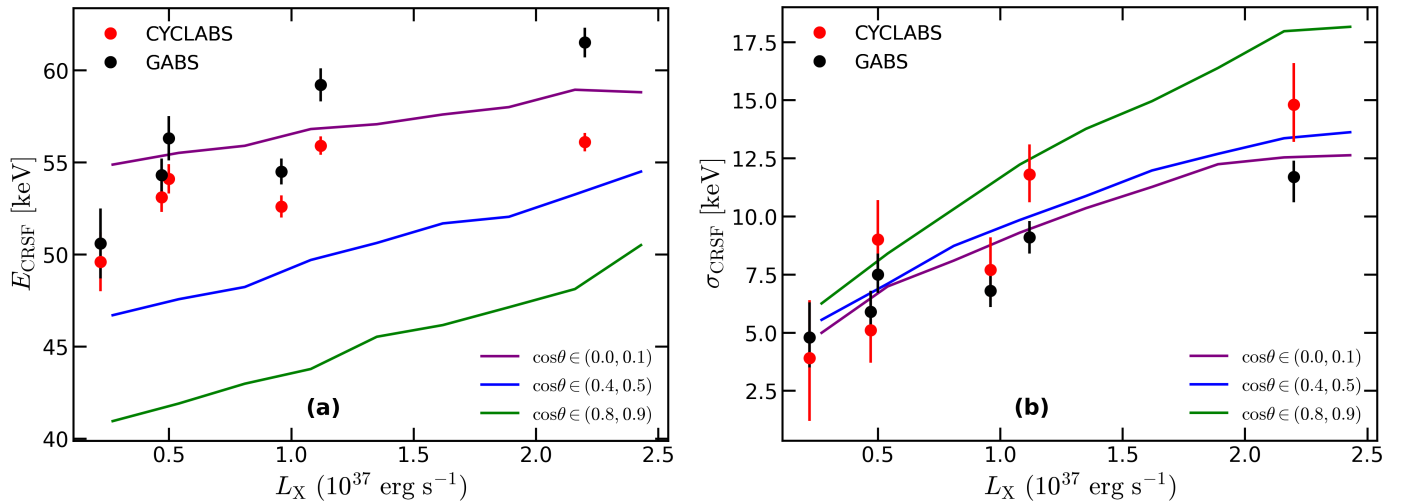 CYCLABS
GABS
60
55
50
45
40
E_CRSF [keV]
cosθ ∈ (0.0, 0.1)
cosθ ∈ (0.4, 0.5)
cosθ ∈ (0.8, 0.9)
(a)
0.5 1.0 1.5 2.0 2.5
L_X (10^37 erg s^−1)
CYCLABS
GABS
17.5
15.0
12.5
10.0
7.5
5.0
2.5
σ_CRSF [keV]
cosθ ∈ (0.0, 0.1)
cosθ ∈ (0.4, 0.5)
cosθ ∈ (0.8, 0.9)
(b)
0.5 1.0 1.5 2.0 2.5
L_X (10^37 erg s^−1)